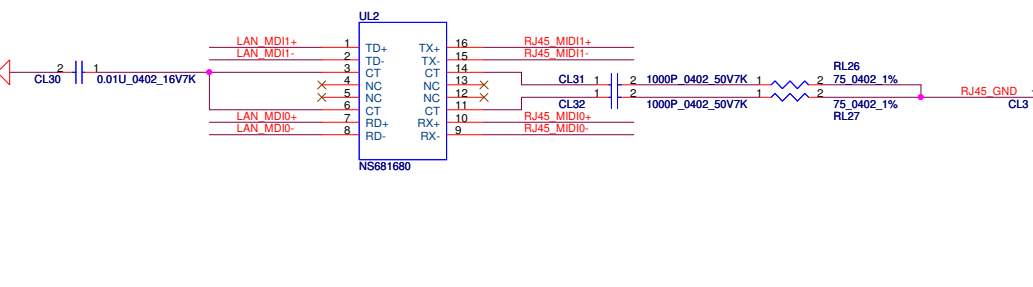 UL2
LAN_MDI1+ 1 TD+ TX+ 16 RJ45_MIDI1+
LAN_MDI1- 2 TD- TX- 15 RJ45_MIDI1-
2 1 3 CT CT 14
CL30 0.01U_0402_16V7K
4 NC NC 13
5 NC NC 12
6 CT CT 11
CL31 1 2 1000P_0402_50V7K 1 2 75_0402_1% RL26
CL32 1 2 1000P_0402_50V7K 1 2 75_0402_1% RL27
RJ45_GND 1
CL3
LAN_MDI0+ 7 RD+ RX+ 10 RJ45_MIDI0+
LAN_MDI0- 8 RD- RX- 9 RJ45_MIDI0-
NS681680